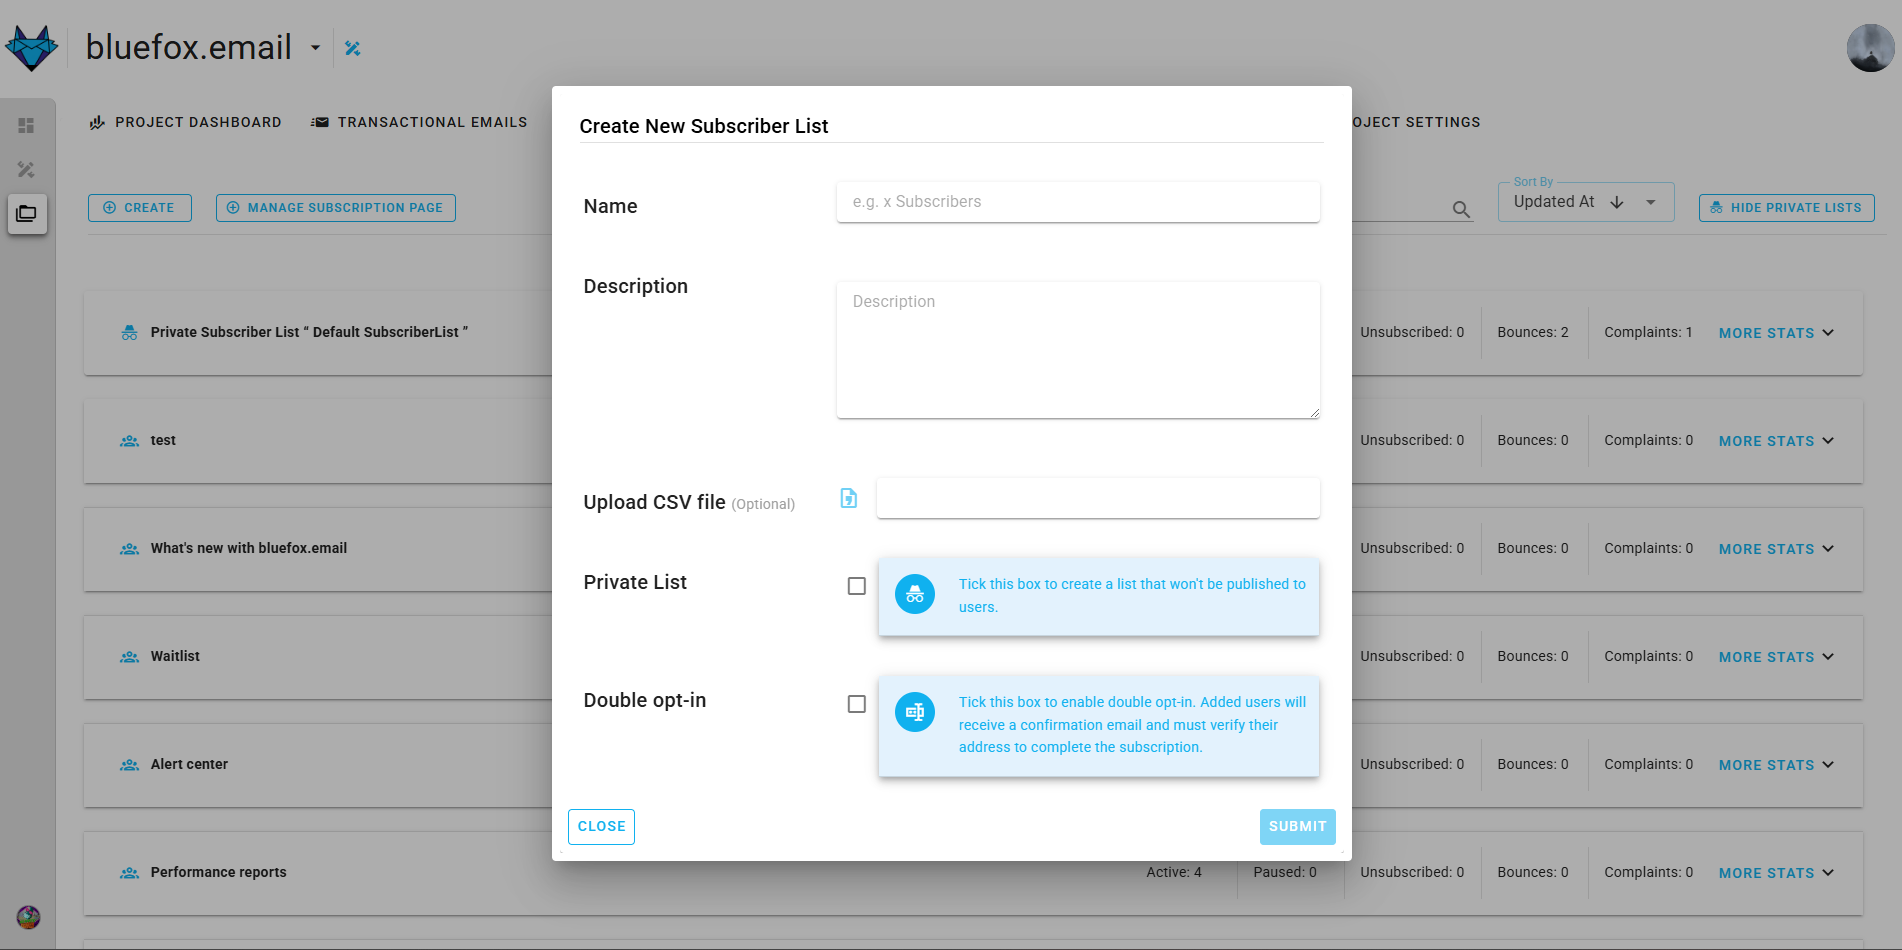 bluefox.email
PROJECT DASHBOARD
TRANSACTIONAL EMAILS
OJECT SETTINGS
CREATE
MANAGE SUBSCRIPTION PAGE
Sort By
Updated At
HIDE PRIVATE LISTS
Create New Subscriber List
Name
e.g. x Subscribers
Description
Description
Upload CSV file (Optional)
Private List
Tick this box to create a list that won't be published to
users.
Double opt-in
Tick this box to enable double opt-in. Added users will
receive a confirmation email and must verify their
address to complete the subscription.
CLOSE
SUBMIT
Private Subscriber List “ Default SubscriberList ”
Unsubscribed: 0
Bounces: 2
Complaints: 1
MORE STATS
test
Unsubscribed: 0
Bounces: 0
Complaints: 0
MORE STATS
What's new with bluefox.email
Unsubscribed: 0
Bounces: 0
Complaints: 0
MORE STATS
Waitlist
Unsubscribed: 0
Bounces: 0
Complaints: 0
MORE STATS
Alert center
Unsubscribed: 0
Bounces: 0
Complaints: 0
MORE STATS
Performance reports
Active: 4
Paused: 0
Unsubscribed: 0
Bounces: 0
Complaints: 0
MORE STATS